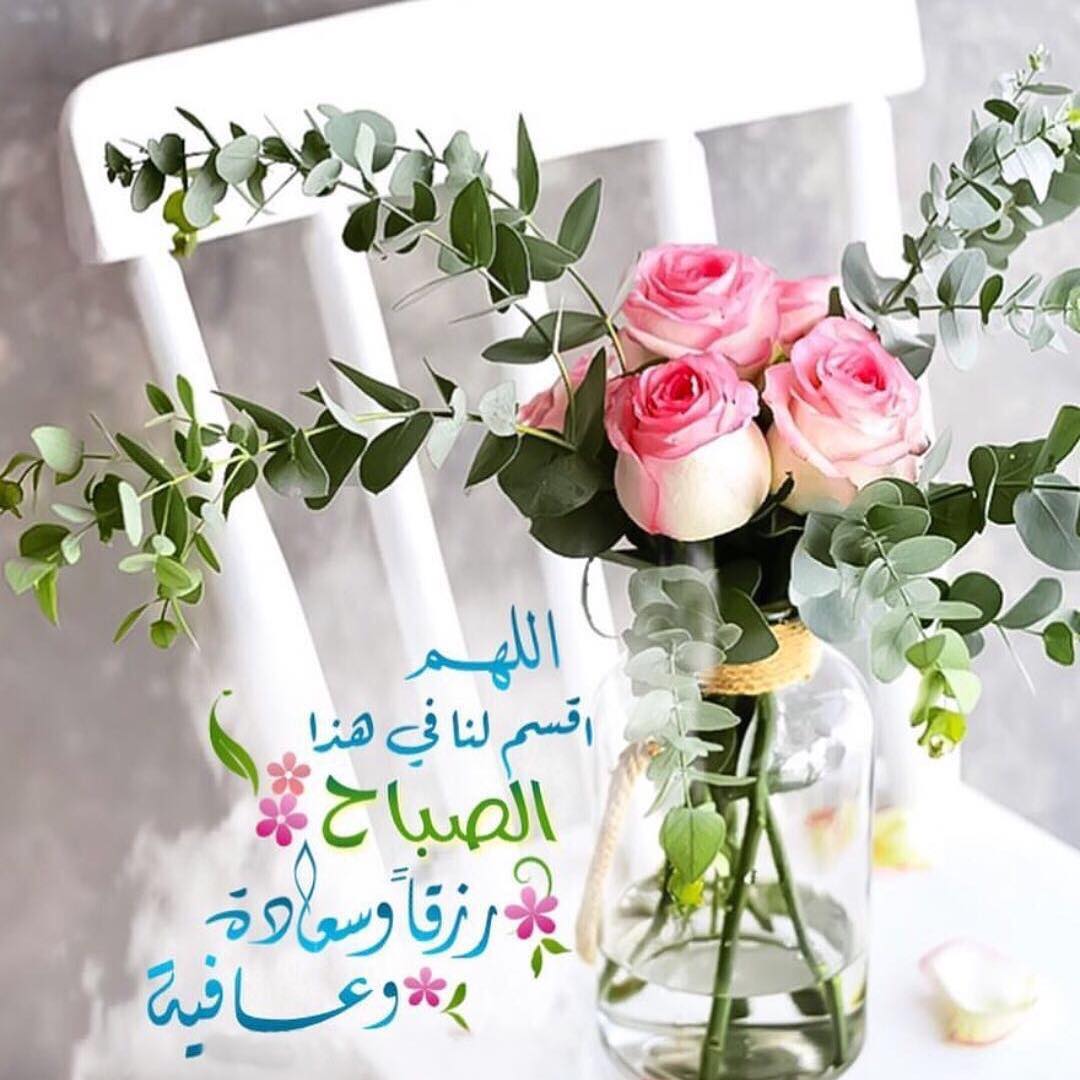 اللهم
اقسم لنا في هذا
الصباح
رزقاً وسعادة
وعافية